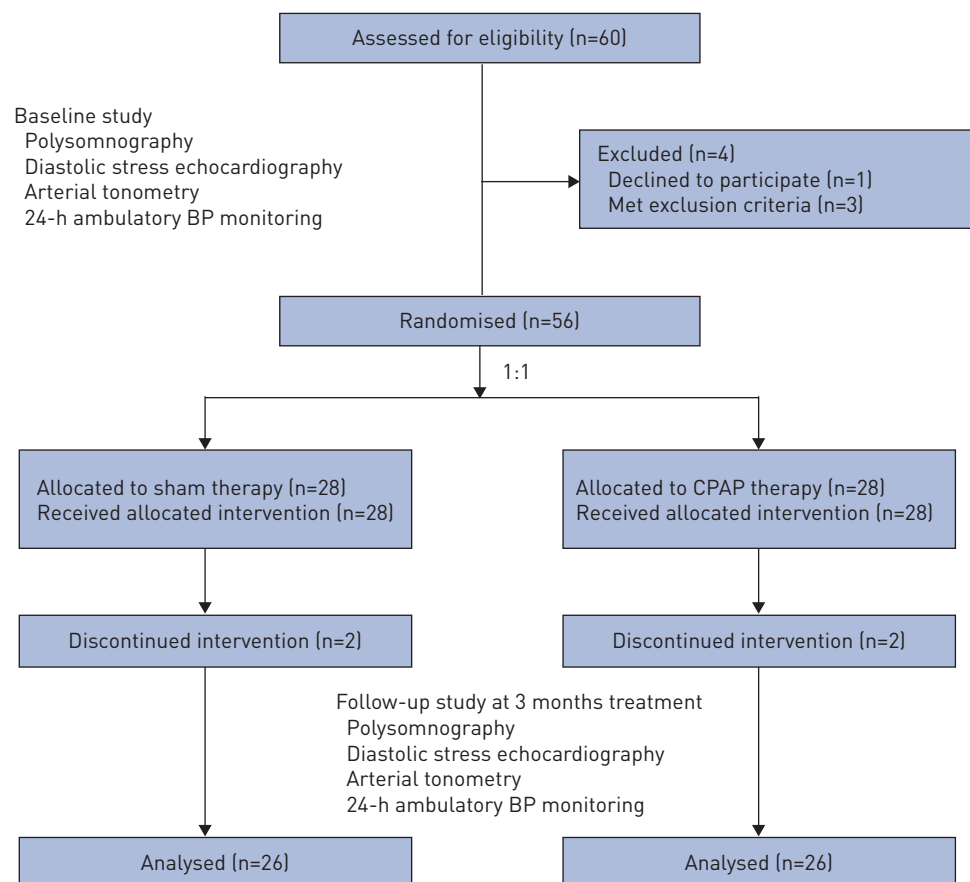 Assessed for eligibility (n=60)
Baseline study
Polysomnography
Diastolic stress echocardiography
Arterial tonometry
24-h ambulatory BP monitoring
Excluded (n=4)
Declined to participate (n=1)
Met exclusion criteria (n=3)
Randomised (n=56)
1:1
Allocated to sham therapy (n=28)
Received allocated intervention (n=28)
Allocated to CPAP therapy (n=28)
Received allocated intervention (n=28)
Discontinued intervention (n=2)
Discontinued intervention (n=2)
Follow-up study at 3 months treatment
Polysomnography
Diastolic stress echocardiography
Arterial tonometry
24-h ambulatory BP monitoring
Analysed (n=26)
Analysed (n=26)